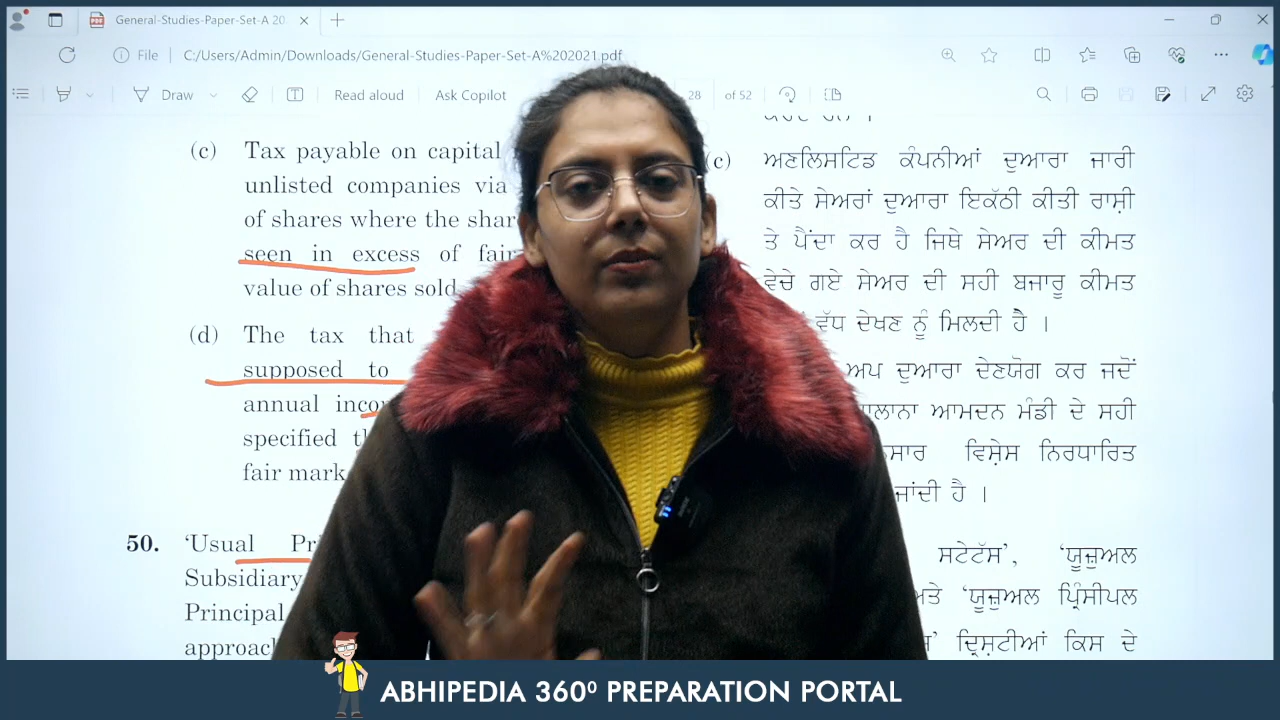 General-Studies-Paper-Set-A 20
File C:/Users/Admin/Downloads/General-Studies-Paper-Set-A%202021.pdf
Draw Read aloud Ask Copilot 28 of 52
(c) Tax payable on capital
unlisted companies via
of shares where the shar
seen in excess of fair
value of shares sold
(d) The tax that
supposed to
annual incom
specified th
fair mark
50. 'Usual Pr
Subsidiary
Principal
approach
(c) ਅਣਲਿਸਟਿਡ ਕੰਪਨੀਆਂ ਦੁਆਰਾ ਜਾਰੀ
ਕੀਤੇ ਸ਼ੇਅਰਾਂ ਦੁਆਰਾ ਇਕੱਠੀ ਕੀਤੀ ਰਾਸ਼ੀ
ਤੇ ਪੈਂਦਾ ਕਰ ਹੈ ਜਿਥੇ ਸ਼ੇਅਰ ਦੀ ਕੀਮਤ
ਵੇਚੇ ਗਏ ਸ਼ੇਅਰ ਦੀ ਸਹੀ ਬਜਾਰੂ ਕੀਮਤ
ਵੱਧ ਦੇਖਣ ਨੂੰ ਮਿਲਦੀ ਹੈ ।
ਅਪ ਦੁਆਰਾ ਦੇਣਯੋਗ ਕਰ ਜਦੋਂ
ਾਲਾਨਾ ਆਮਦਨ ਮੰਡੀ ਦੇ ਸਹੀ
ਸਾਰ ਵਿਸ਼ੇਸ ਨਿਰਧਾਰਿਤ
ਜਾਂਦੀ ਹੈ ।
ਸਟੇਟੱਸ', 'ਯੂਜ਼ੁਅਲ
ਅਤੇ 'ਯੂਜ਼ੁਅਲ ਪ੍ਰਿੰਸੀਪਲ
' ਦ੍ਰਿਸ਼ਟੀਆਂ ਕਿਸ ਦੇ
ABHIPEDIA 360⁰ PREPARATION PORTAL